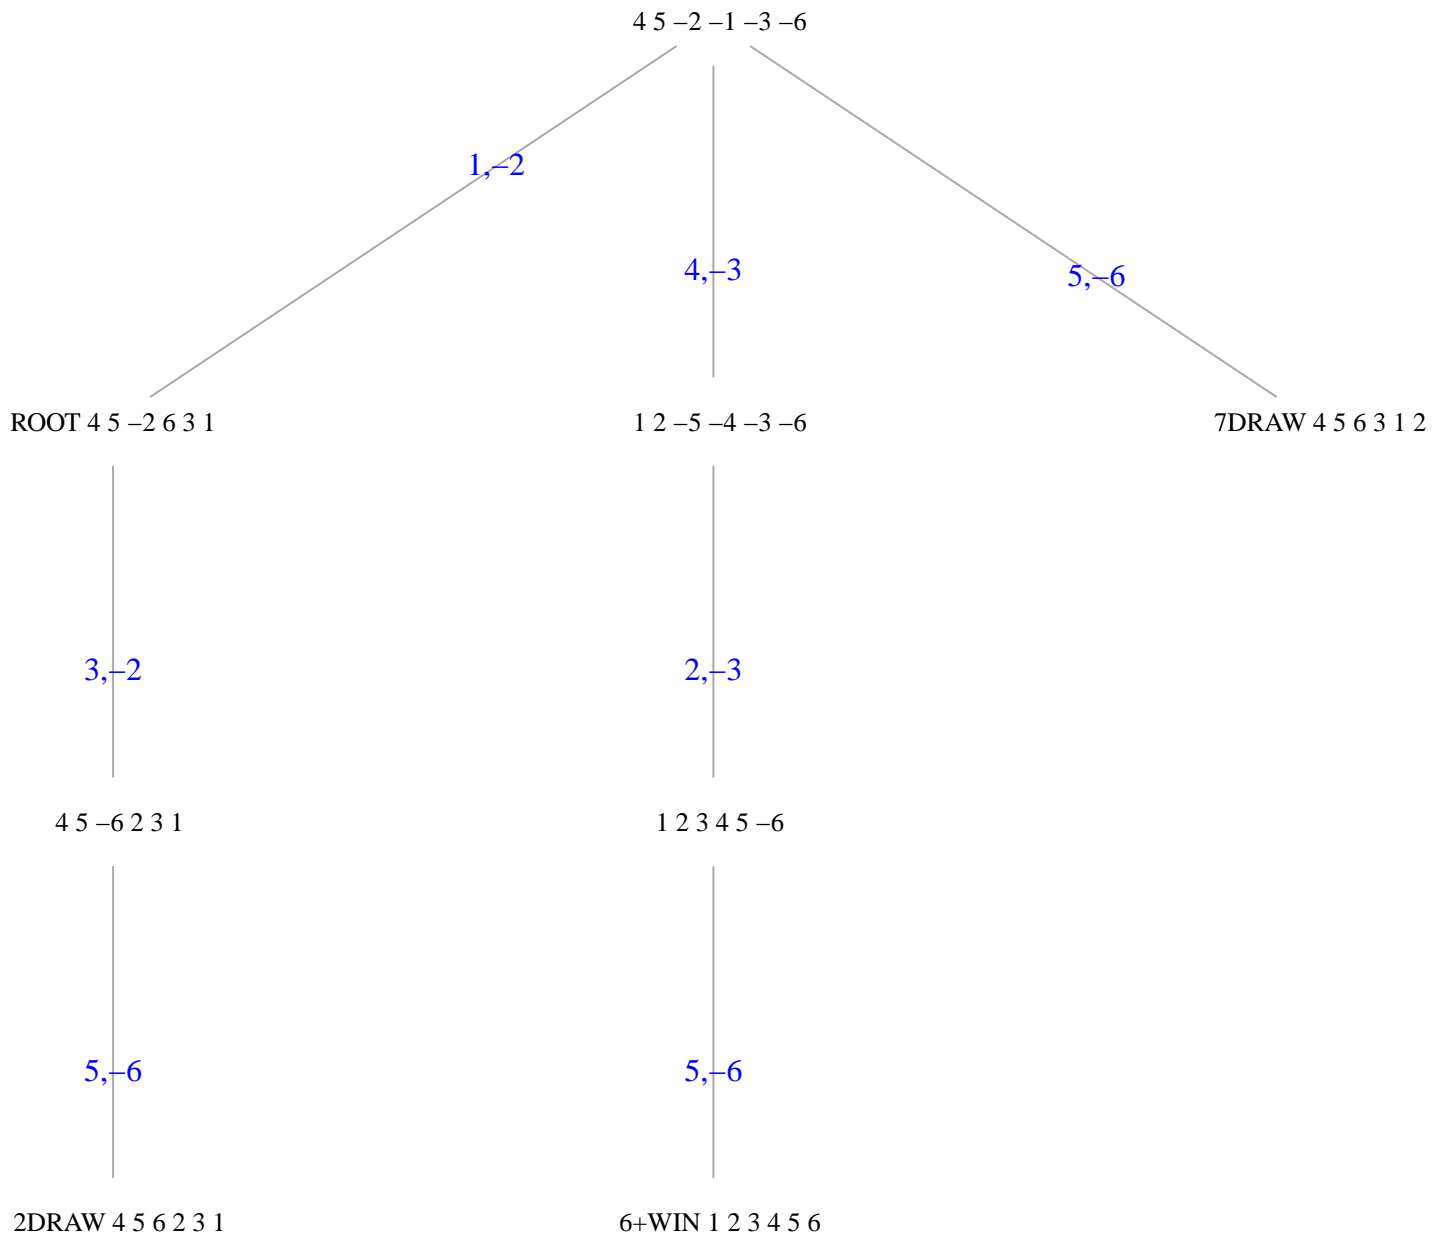 4 5 –2 –1 –3 –6
1,–2
4,–3
5,–6
ROOT 4 5 –2 6 3 1
1 2 –5 –4 –3 –6
7DRAW 4 5 6 3 1 2
3,–2
2,–3
4 5 –6 2 3 1
1 2 3 4 5 –6
5,–6
5,–6
2DRAW 4 5 6 2 3 1
6+WIN 1 2 3 4 5 6